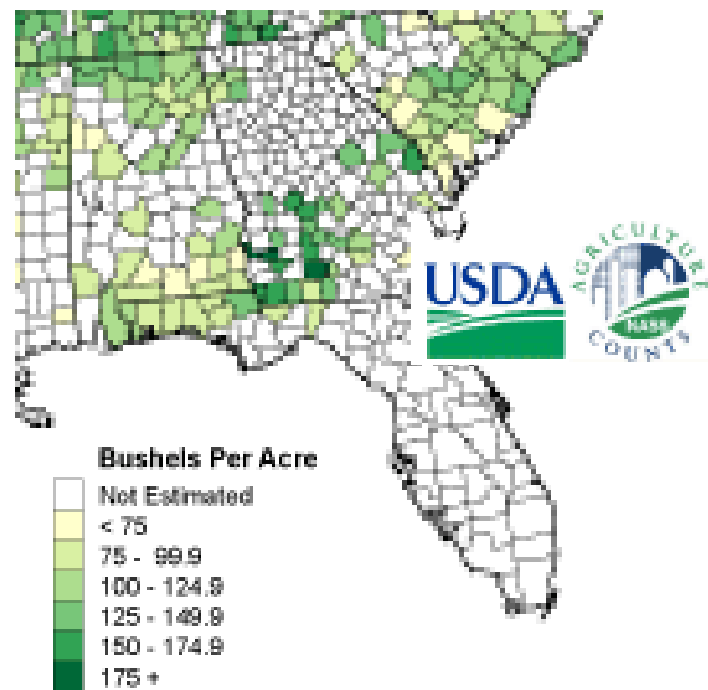 AGRICULTURE
USDA
NASS
COUNTS
Bushels Per Acre
Not Estimated
< 75
75 - 99.9
100 - 124.9
125 - 149.9
150 - 174.9
175 +